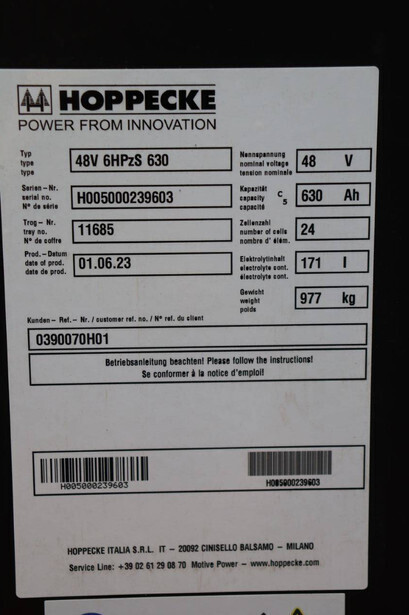 HOPPECKE
POWER FROM INNOVATION
Typ
type
type
48V 6HPzS 630
Nennspannung
nominal voltage
tension nominale
48 V
Serien-Nr.
serial no.
N° de série
H005000239603
Kapazität
capacity
capacité
C5
630 Ah
Trog-Nr.
tray no.
N° de coffre
11685
Zellenzahl
number of cells
nombre d' élém.
24
Prod.-Datum
date of prod.
date de prod.
01.06.23
Elektrolytinhalt
electrolyte cont.
électrolyte cont.
171 l
Gewicht
weight
poids
977 kg
Kunden-Ref.-Nr./customer ref. no./N° ref. du client
0390070H01
Betriebsanleitung beachten! Please follow the instructions!
Se conformer à la notice d'emploi!
H005000239603
H005000239603
HOPPECKE ITALIA S.R.L. IT - 20092 CINISELLO BALSAMO - MILANO
Service Line: +39 02 61 29 08 70 Motive Power - www.hoppecke.com